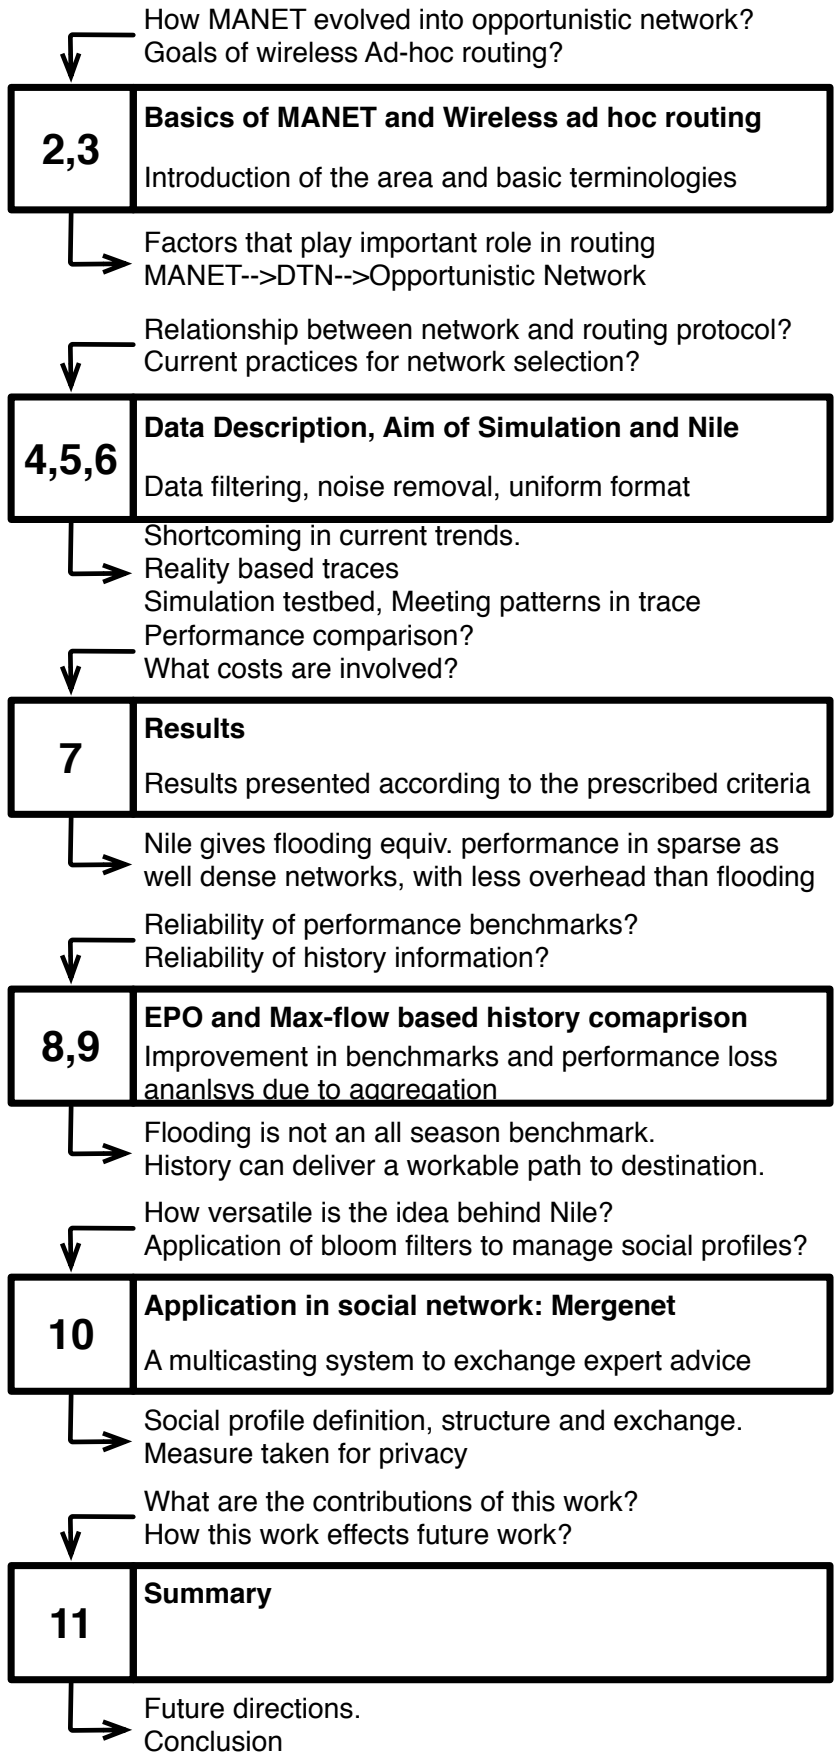 How MANET evolved into opportunistic network?
Goals of wireless Ad-hoc routing?
2,3
Basics of MANET and Wireless ad hoc routing
Introduction of the area and basic terminologies
Factors that play important role in routing
MANET-->DTN-->Opportunistic Network
Relationship between network and routing protocol?
Current practices for network selection?
4,5,6
Data Description, Aim of Simulation and Nile
Data filtering, noise removal, uniform format
Shortcoming in current trends.
Reality based traces
Simulation testbed, Meeting patterns in trace
Performance comparison?
What costs are involved?
7
Results
Results presented according to the prescribed criteria
Nile gives flooding equiv. performance in sparse as
well dense networks, with less overhead than flooding
Reliability of performance benchmarks?
Reliability of history information?
8,9
EPO and Max-flow based history comaprison
Improvement in benchmarks and performance loss
ananlsys due to aggregation
Flooding is not an all season benchmark.
History can deliver a workable path to destination.
How versatile is the idea behind Nile?
Application of bloom filters to manage social profiles?
10
Application in social network: Mergenet
A multicasting system to exchange expert advice
Social profile definition, structure and exchange.
Measure taken for privacy
What are the contributions of this work?
How this work effects future work?
11
Summary
Future directions.
Conclusion